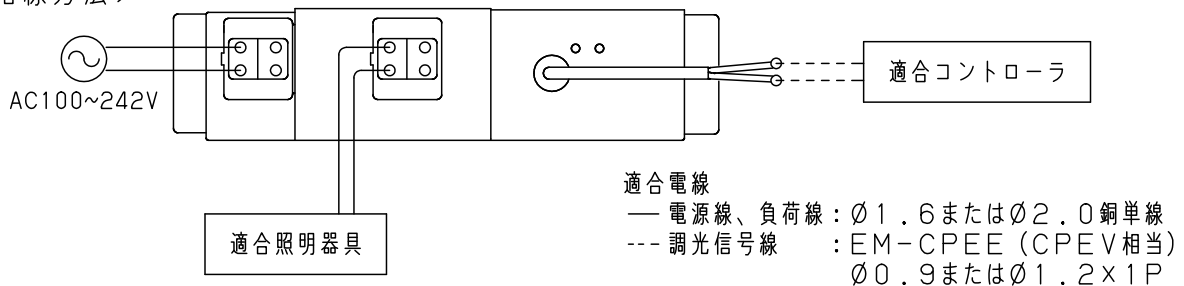 AC100~242V
適合コントローラ
適合照明器具
適合電線
── 電源線、負荷線：Ø1.6またはØ2.0銅単線
--- 調光信号線　　：EM-CPEE（CPEV相当）
Ø0.9またはØ1.2×1P